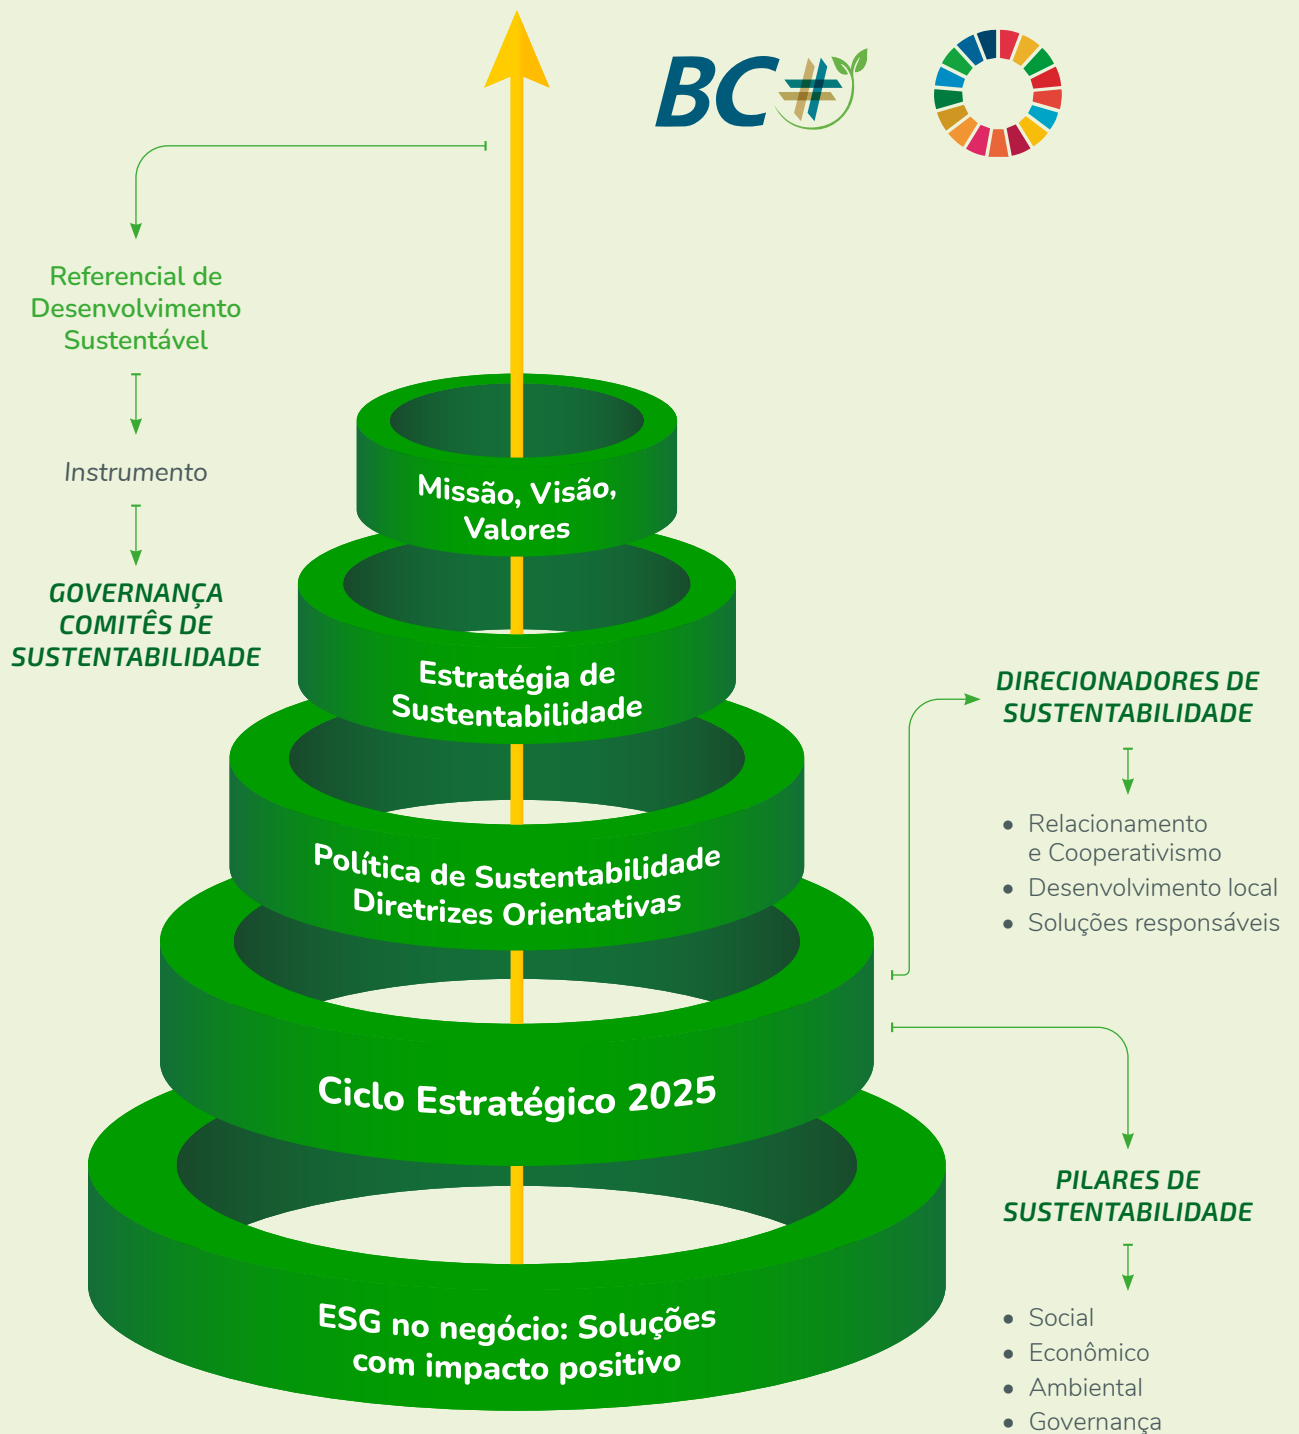 BC#
Referencial de
Desenvolvimento
Sustentável
Instrumento
GOVERNANÇA
COMITÊS DE
SUSTENTABILIDADE
Missão, Visão,
Valores
Estratégia de
Sustentabilidade
Política de Sustentabilidade
Diretrizes Orientativas
Ciclo Estratégico 2025
ESG no negócio: Soluções
com impacto positivo
DIRECIONADORES DE
SUSTENTABILIDADE
• Relacionamento
e Cooperativismo
• Desenvolvimento local
• Soluções responsáveis
PILARES DE
SUSTENTABILIDADE
• Social
• Econômico
• Ambiental
• Governança